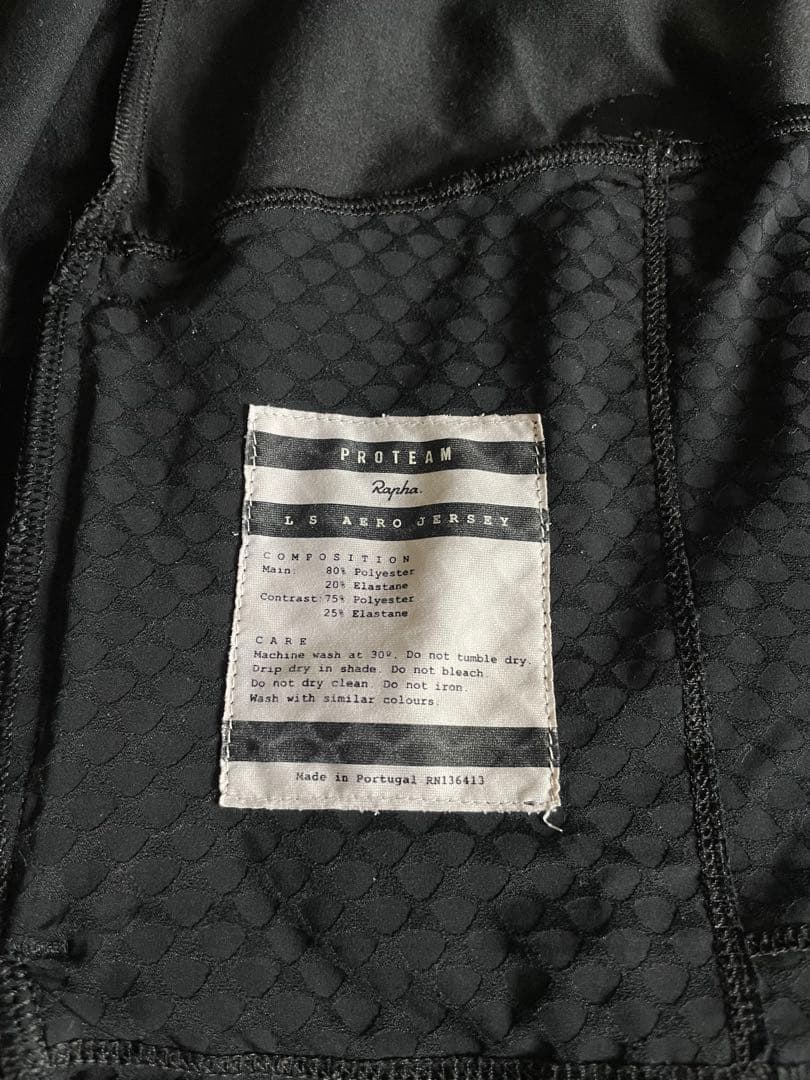 PROTEAM
Rapha.
LS AERO JERSEY
COMPOSITION
Main: 80% Polyester
20% Elastane
Contrast: 75% Polyester
25% Elastane
CARE
Machine wash at 30º. Do not tumble dry.
Drip dry in shade. Do not bleach.
Do not dry clean. Do not iron.
Wash with similar colours.
Made in Portugal RN136413